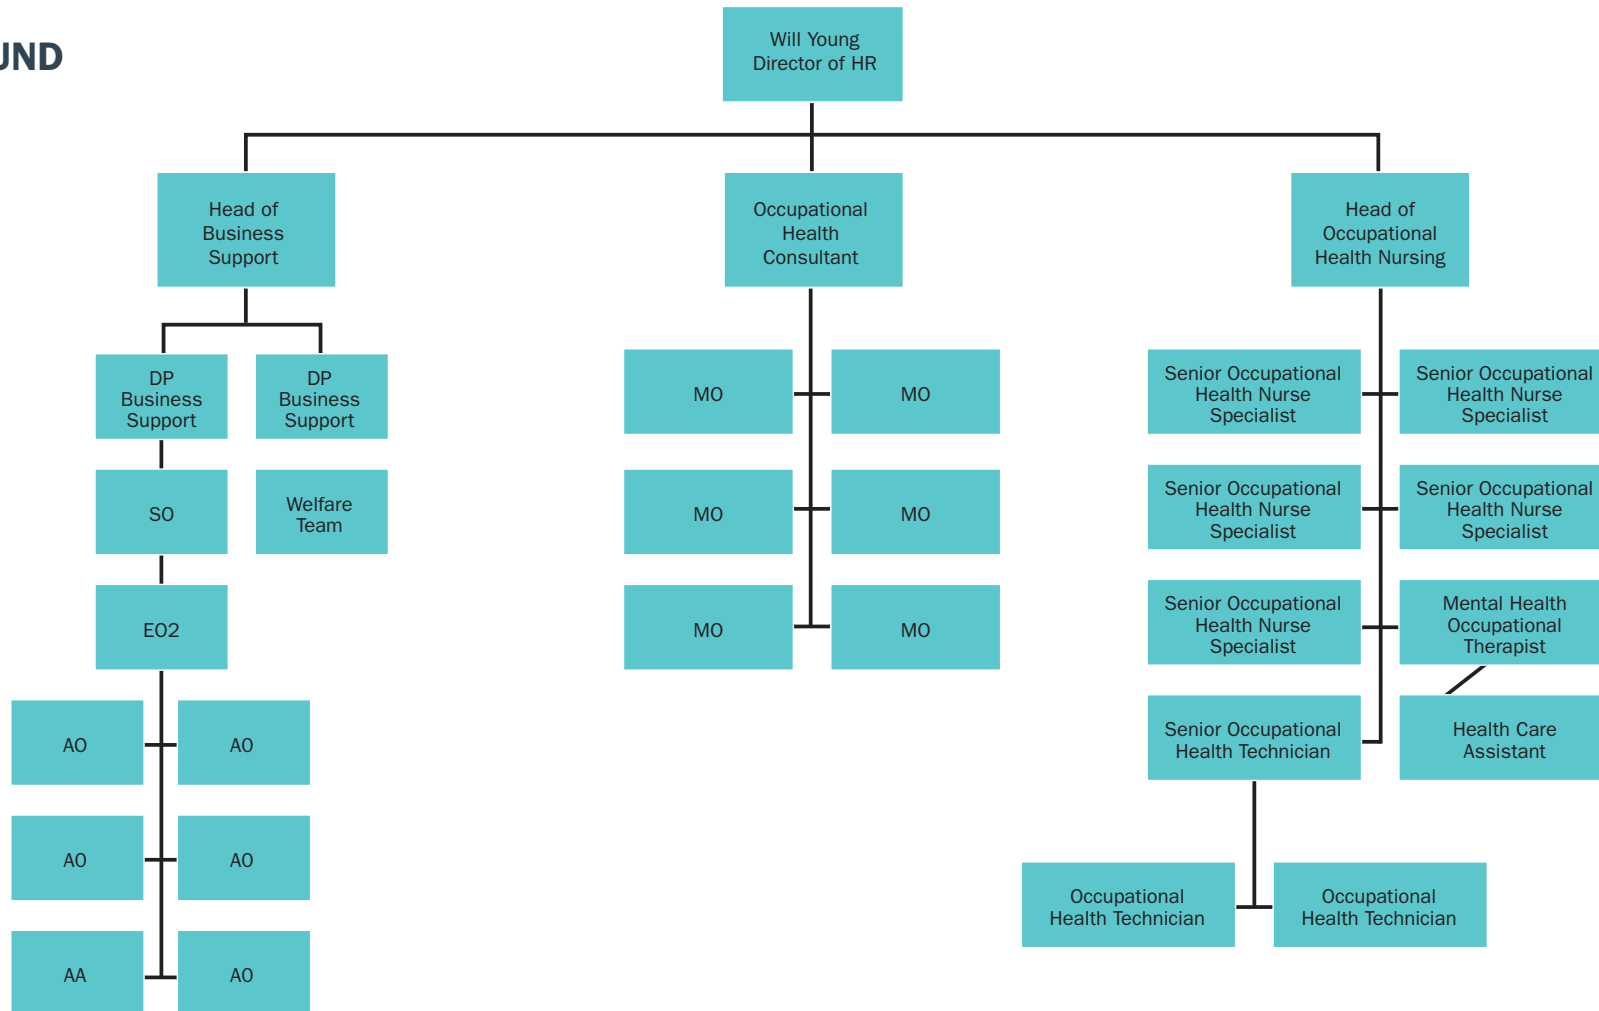 UND
Will Young
Director of HR
Head of
Business
Support
Occupational
Health
Consultant
Head of
Occupational
Health Nursing
DP
Business
Support
DP
Business
Support
MO
MO
Senior Occupational
Health Nurse
Specialist
Senior Occupational
Health Nurse
Specialist
SO
Welfare
Team
MO
MO
Senior Occupational
Health Nurse
Specialist
Senior Occupational
Health Nurse
Specialist
EO2
MO
MO
Senior Occupational
Health Nurse
Specialist
Mental Health
Occupational
Therapist
AO
AO
Senior Occupational
Health Technician
Health Care
Assistant
AO
AO
Occupational
Health Technician
Occupational
Health Technician
AA
AO